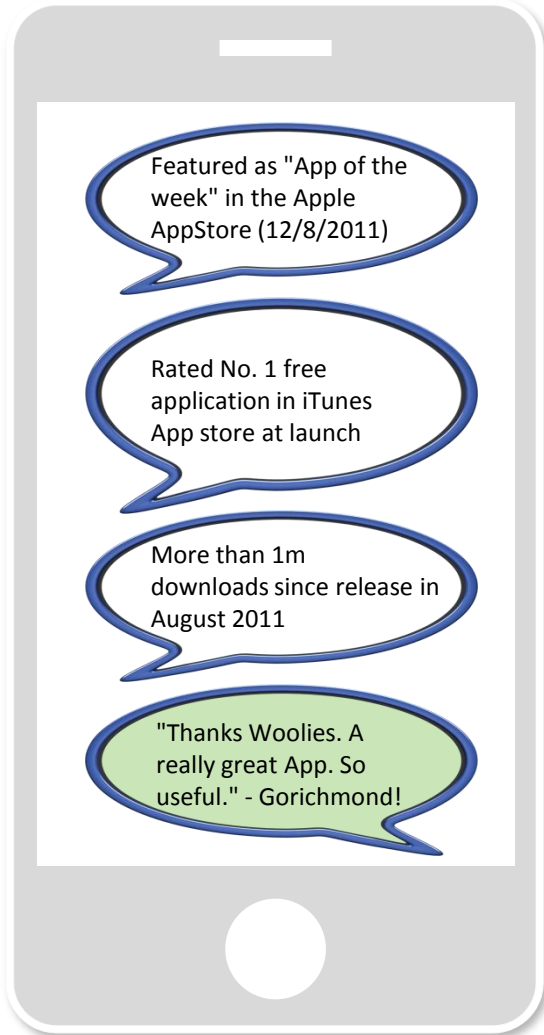 Featured as "App of the
week" in the Apple
AppStore (12/8/2011)
Rated No. 1 free
application in iTunes
App store at launch
More than 1m
downloads since release in
August 2011
"Thanks Woolies. A
really great App. So
useful." - Gorichmond!